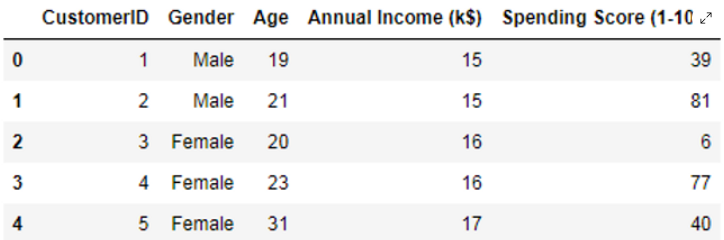 CustomerID Gender Age Annual Income (k$) Spending Score (1-10
0 1 Male 19 15 39
1 2 Male 21 15 81
2 3 Female 20 16 6
3 4 Female 23 16 77
4 5 Female 31 17 40